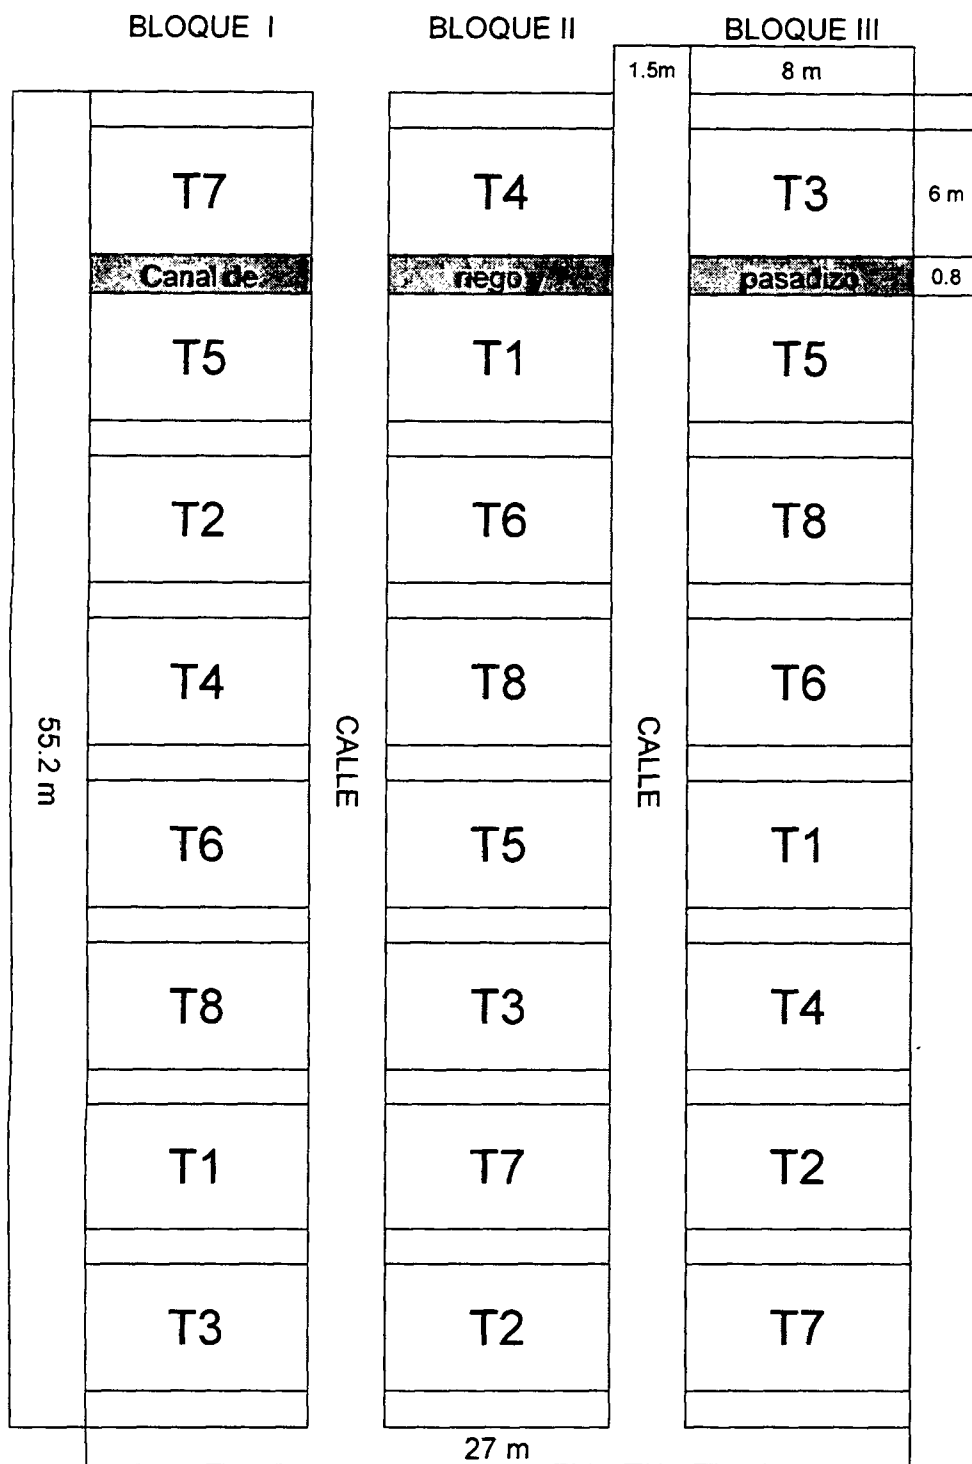 BLOQUE I BLOQUE II BLOQUE III
1.5m 8 m
T7 T4 T3 6 m
Canal de riego y pasadizo 0.8
T5 T1 T5
T2 T6 T8
T4 T8 T6
55.2 m CALLE CALLE
T6 T5 T1
T8 T3 T4
T1 T7 T2
T3 T2 T7
27 m